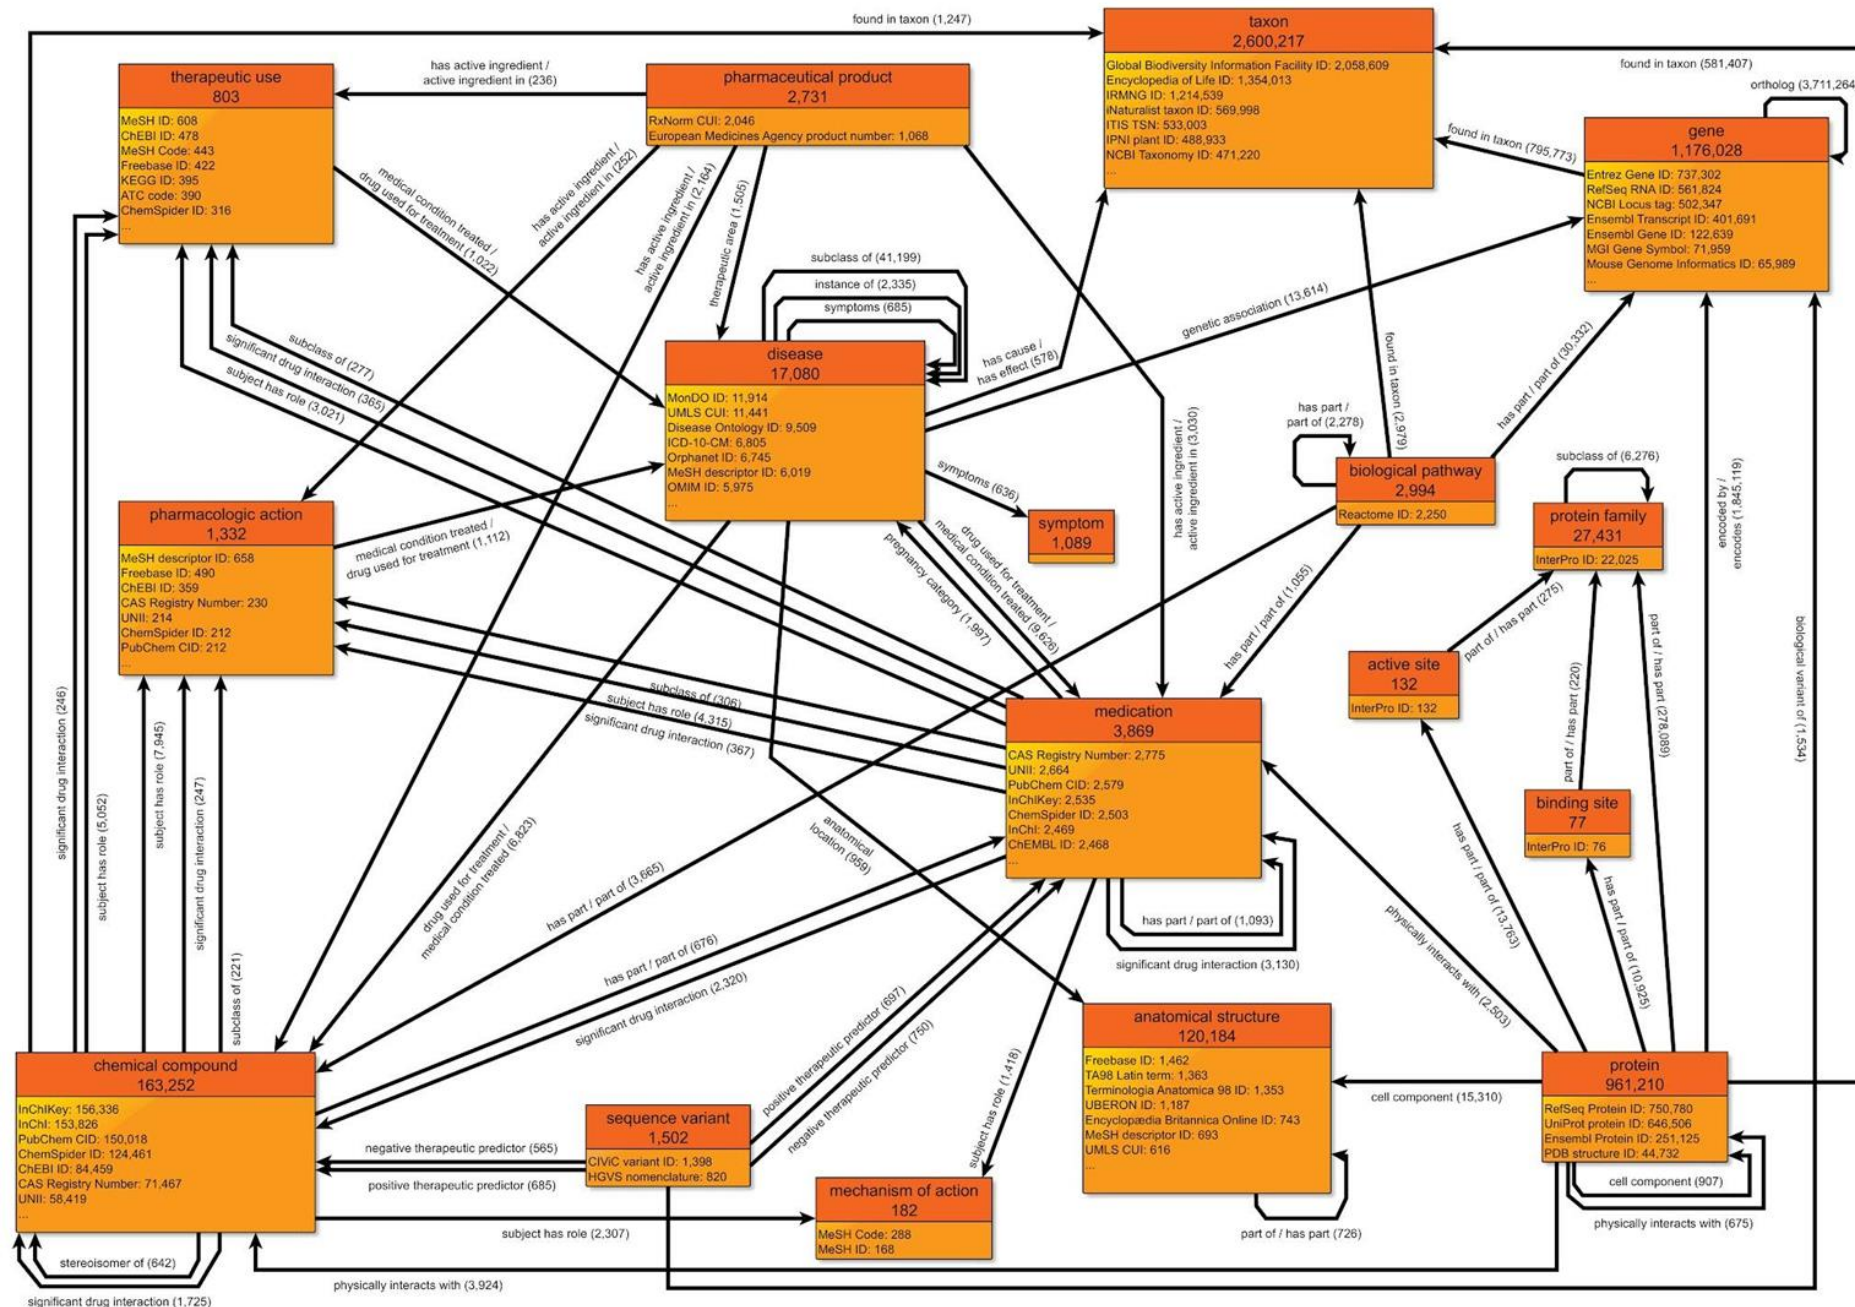 found in taxon (1,247)
taxon
2,600,217
Global Biodiversity Information Facility ID: 2,058,609
Encyclopedia of Life ID: 1,354,013
IRMNG ID: 1,214,539
iNaturalist taxon ID: 569,998
ITIS TSN: 533,003
IPNI plant ID: 488,933
NCBI Taxonomy ID: 471,220
...
found in taxon (581,407)
ortholog (3,711,264
therapeutic use
803
MeSH ID: 608
ChEBI ID: 478
MeSH Code: 443
Freebase ID: 422
KEGG ID: 395
ATC code: 390
ChemSpider ID: 316
...
has active ingredient /
active ingredient in (236)
pharmaceutical product
2,731
RxNorm CUI: 2,046
European Medicines Agency product number: 1,068
gene
1,176,028
Entrez Gene ID: 737,302
RefSeq RNA ID: 561,824
NCBI Locus tag: 502,347
Ensembl Transcript ID: 401,691
Ensembl Gene ID: 122,639
MGI Gene Symbol: 71,959
Mouse Genome Informatics ID: 65,989
...
found in taxon (795,773)
medical condition treated /
drug used for treatment (1,022)
has active ingredient /
active ingredient in (252)
has active ingredient /
active ingredient in (2,164)
therapeutic area (1,505)
subclass of (41,199)
instance of (2,335)
symptoms (685)
disease
17,080
MonDO ID: 11,914
UMLS CUI: 11,441
Disease Ontology ID: 9,509
ICD-10-CM: 6,805
Orphanet ID: 6,745
MeSH descriptor ID: 6,019
OMIM ID: 5,975
...
has cause /
has effect (578)
genetic association (13,614)
found in taxon (2,979)
has part / part of (30,332)
subclass of (277)
significant drug interaction (365)
subject has role (3,021)
has part /
part of (2,278)
biological pathway
2,994
Reactome ID: 2,250
has active ingredient /
active ingredient in (3,030)
symptoms (636)
symptom
1,089
subclass of (6,276)
protein family
27,431
InterPro ID: 22,025
encoded by /
encodes (1,845,119)
pharmacologic action
1,332
MeSH descriptor ID: 658
Freebase ID: 490
ChEBI ID: 359
CAS Registry Number: 230
UNII: 214
ChemSpider ID: 212
PubChem CID: 212
...
medical condition treated /
drug used for treatment (1,112)
pregnancy category (1,997)
drug used for treatment /
medical condition treated (9,626)
has part / part of (1,055)
part of / has part (275)
active site
132
InterPro ID: 132
part of / has part (220)
part of / has part (278,089)
biological variant of (1,534)
subclass of (306)
subject has role (4,315)
significant drug interaction (367)
medication
3,869
CAS Registry Number: 2,775
UNII: 2,664
PubChem CID: 2,579
InChIKey: 2,535
ChemSpider ID: 2,503
InChI: 2,469
ChEMBL ID: 2,468
...
binding site
77
InterPro ID: 76
significant drug interaction (246)
subject has role (5,052)
subject has role (7,945)
significant drug interaction (247)
subclass of (221)
drug used for treatment /
medical condition treated (6,823)
anatomical
location (959)
has part / part of (3,665)
has part / part of (676)
significant drug interaction (2,320)
has part / part of (1,093)
significant drug interaction (3,130)
physically interacts with (2,503)
has part / part of (13,763)
has part / part of (10,925)
positive therapeutic predictor (697)
negative therapeutic predictor (750)
subject has role (1,418)
anatomical structure
120,184
Freebase ID: 1,462
TA98 Latin term: 1,363
Terminologia Anatomica 98 ID: 1,353
UBERON ID: 1,187
Encyclopædia Britannica Online ID: 743
MeSH descriptor ID: 693
UMLS CUI: 616
...
part of / has part (726)
cell component (15,310)
protein
961,210
RefSeq Protein ID: 750,780
UniProt protein ID: 646,506
Ensembl Protein ID: 251,125
PDB structure ID: 44,732
cell component (907)
physically interacts with (675)
chemical compound
163,252
InChIKey: 156,336
InChI: 153,826
PubChem CID: 150,018
ChemSpider ID: 124,461
ChEBI ID: 84,459
CAS Registry Number: 71,467
UNII: 58,419
...
negative therapeutic predictor (565)
positive therapeutic predictor (685)
sequence variant
1,502
CIViC variant ID: 1,398
HGVS nomenclature: 820
subject has role (2,307)
mechanism of action
182
MeSH Code: 288
MeSH ID: 168
stereoisomer of (642)
significant drug interaction (1,725)
physically interacts with (3,924)